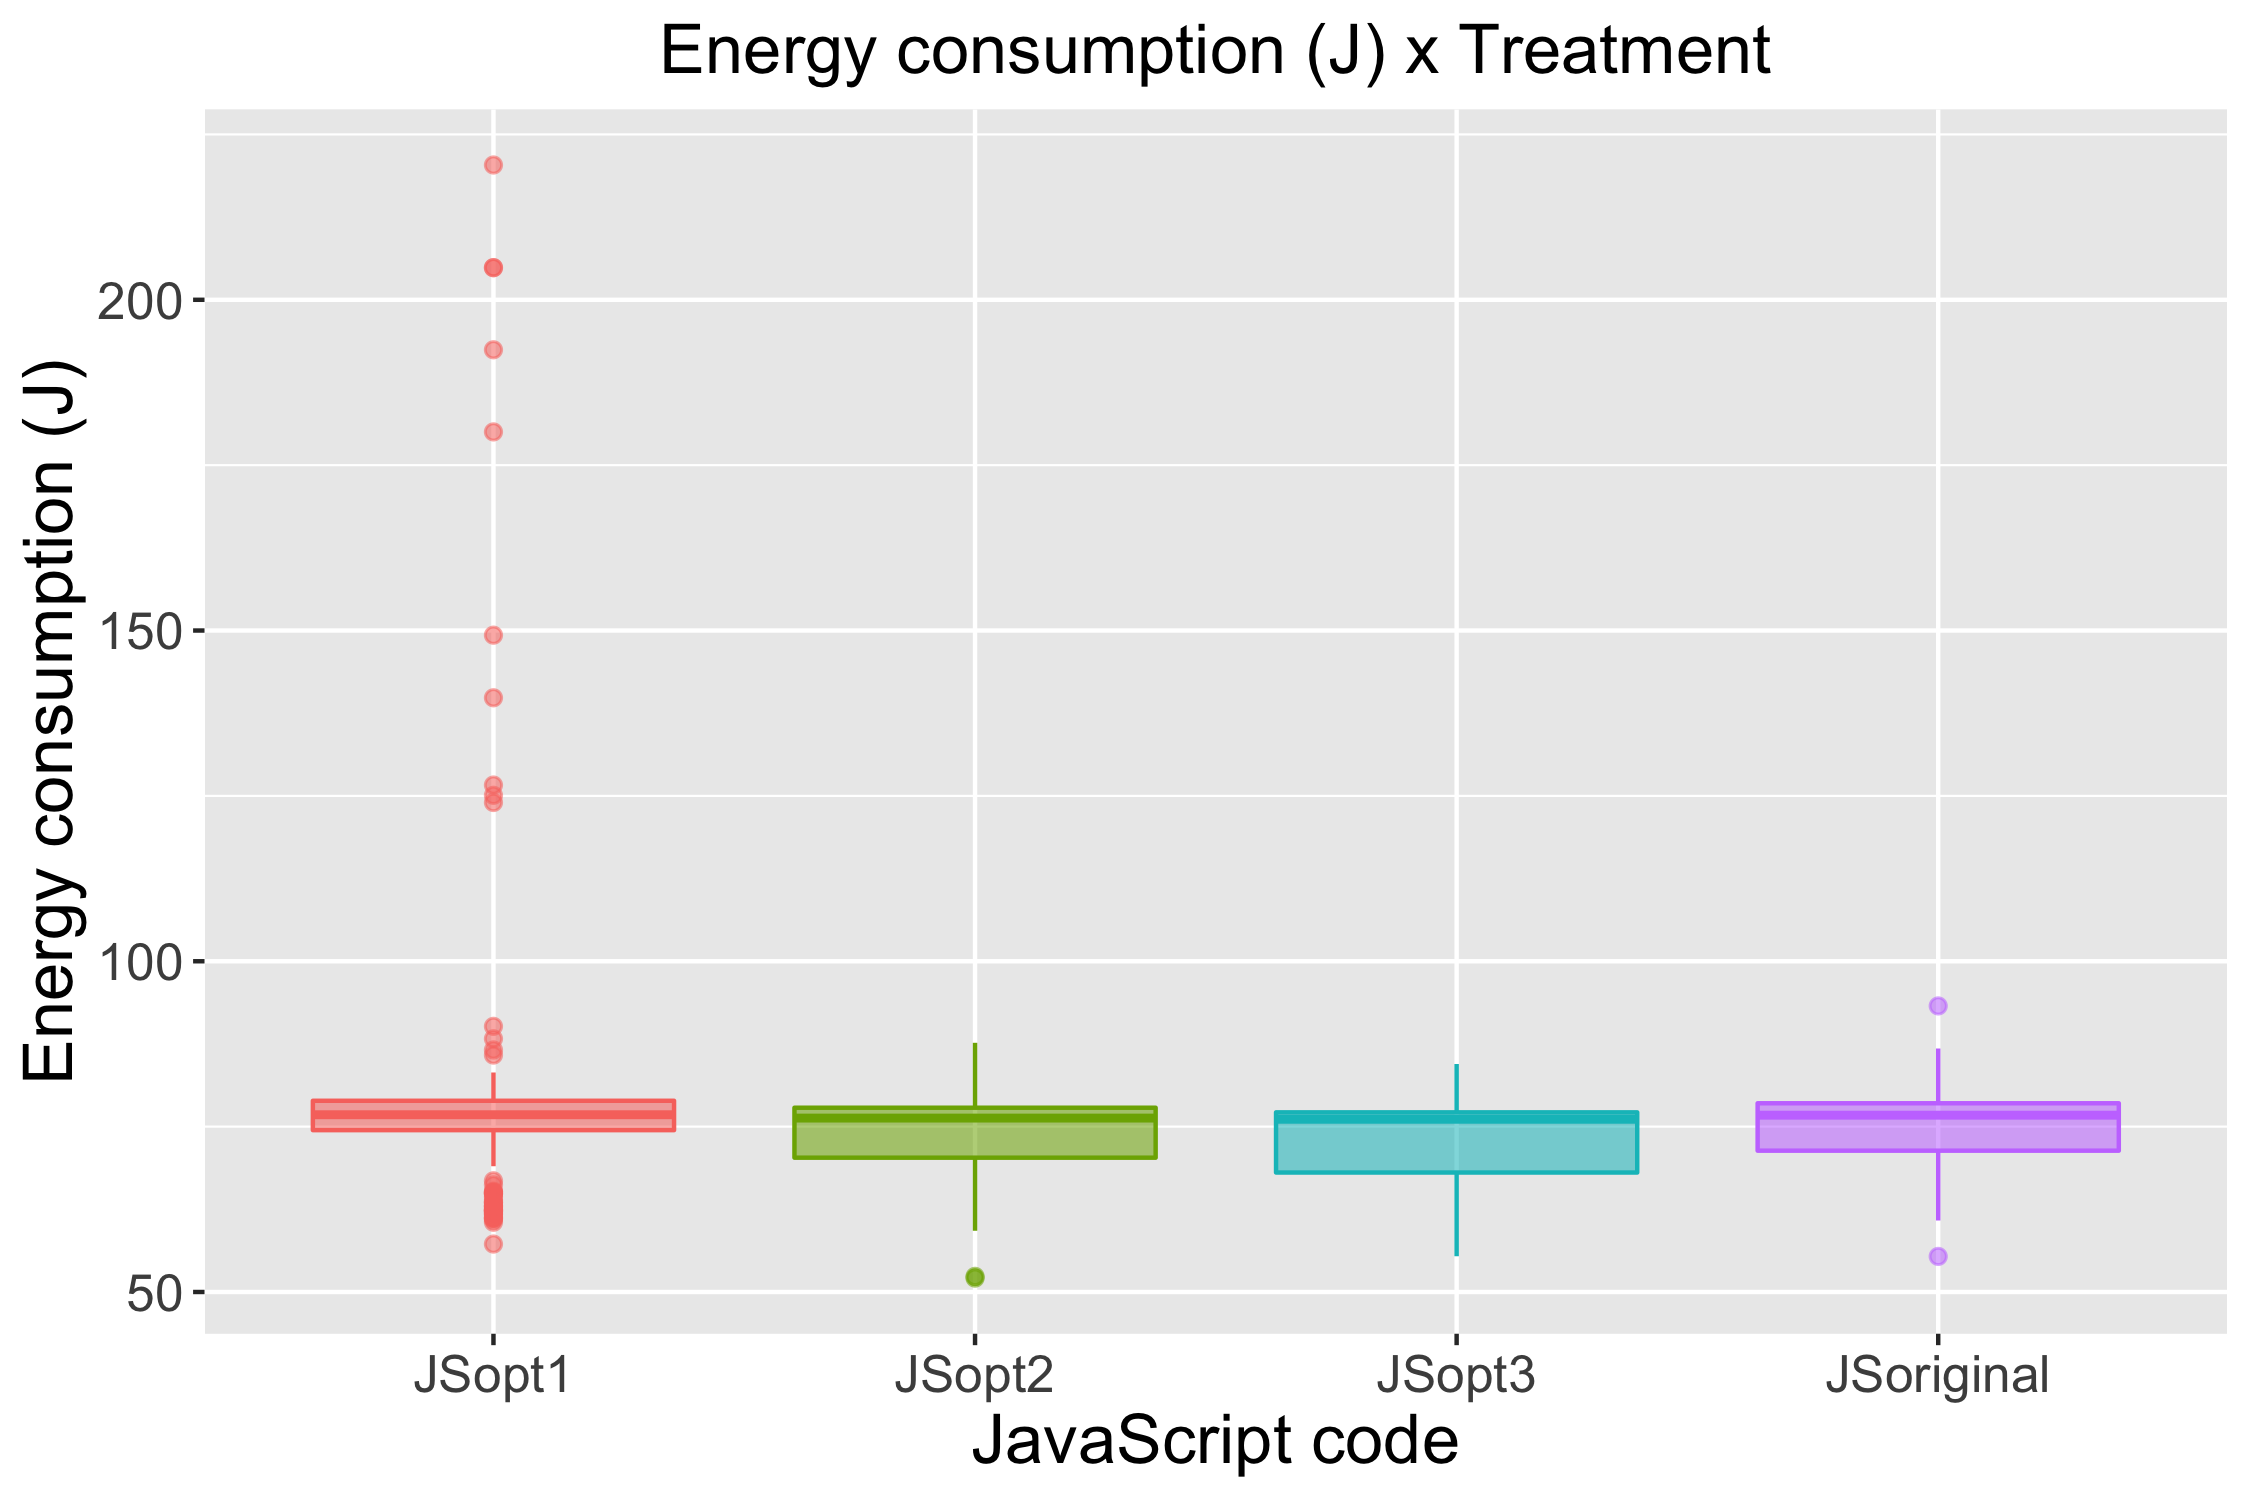 Energy consumption (J) x Treatment
Energy consumption (J)
200
150
100
50
JSopt1 JSopt2 JSopt3 JSoriginal
JavaScript code